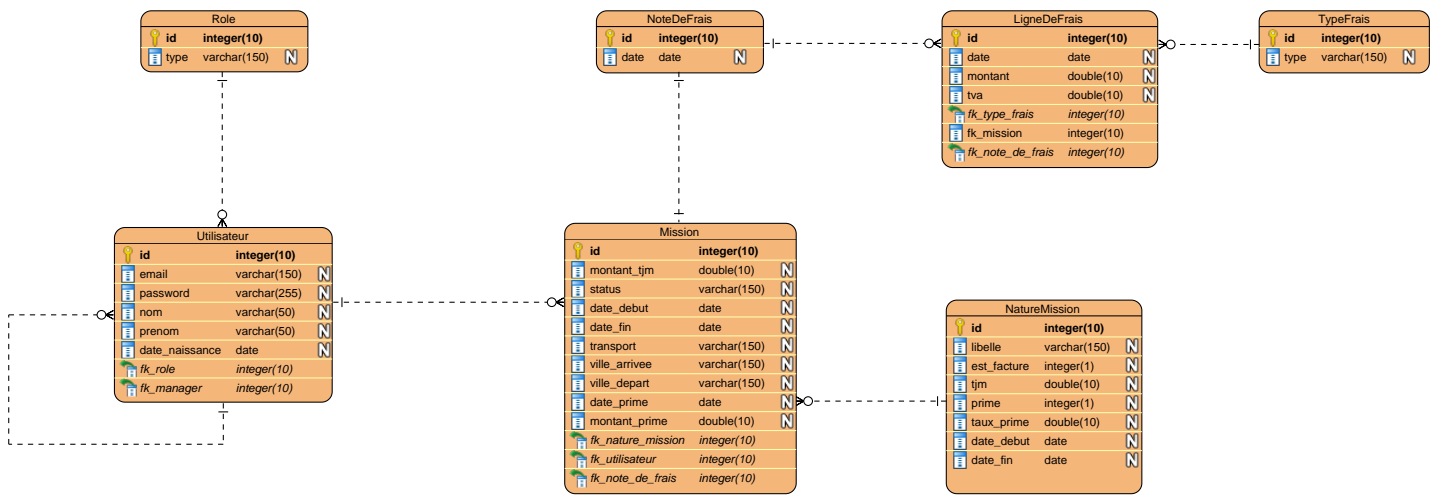 Role
id integer(10)
type varchar(150) N
NoteDeFrais
id integer(10)
date date N
LigneDeFrais
id integer(10)
date date N
montant double(10) N
tva double(10) N
fk_type_frais integer(10)
fk_mission integer(10)
fk_note_de_frais integer(10)
TypeFrais
id integer(10)
type varchar(150) N
Utilisateur
id integer(10)
email varchar(150) N
password varchar(255) N
nom varchar(50) N
prenom varchar(50) N
date_naissance date N
fk_role integer(10)
fk_manager integer(10)
Mission
id integer(10)
montant_tjm double(10) N
status varchar(150) N
date_debut date N
date_fin date N
transport varchar(150) N
ville_arrivee varchar(150) N
ville_depart varchar(150) N
date_prime date N
montant_prime double(10) N
fk_nature_mission integer(10)
fk_utilisateur integer(10)
fk_note_de_frais integer(10)
NatureMission
id integer(10)
libelle varchar(150) N
est_facture integer(1) N
tjm double(10) N
prime integer(1) N
taux_prime double(10) N
date_debut date N
date_fin date N